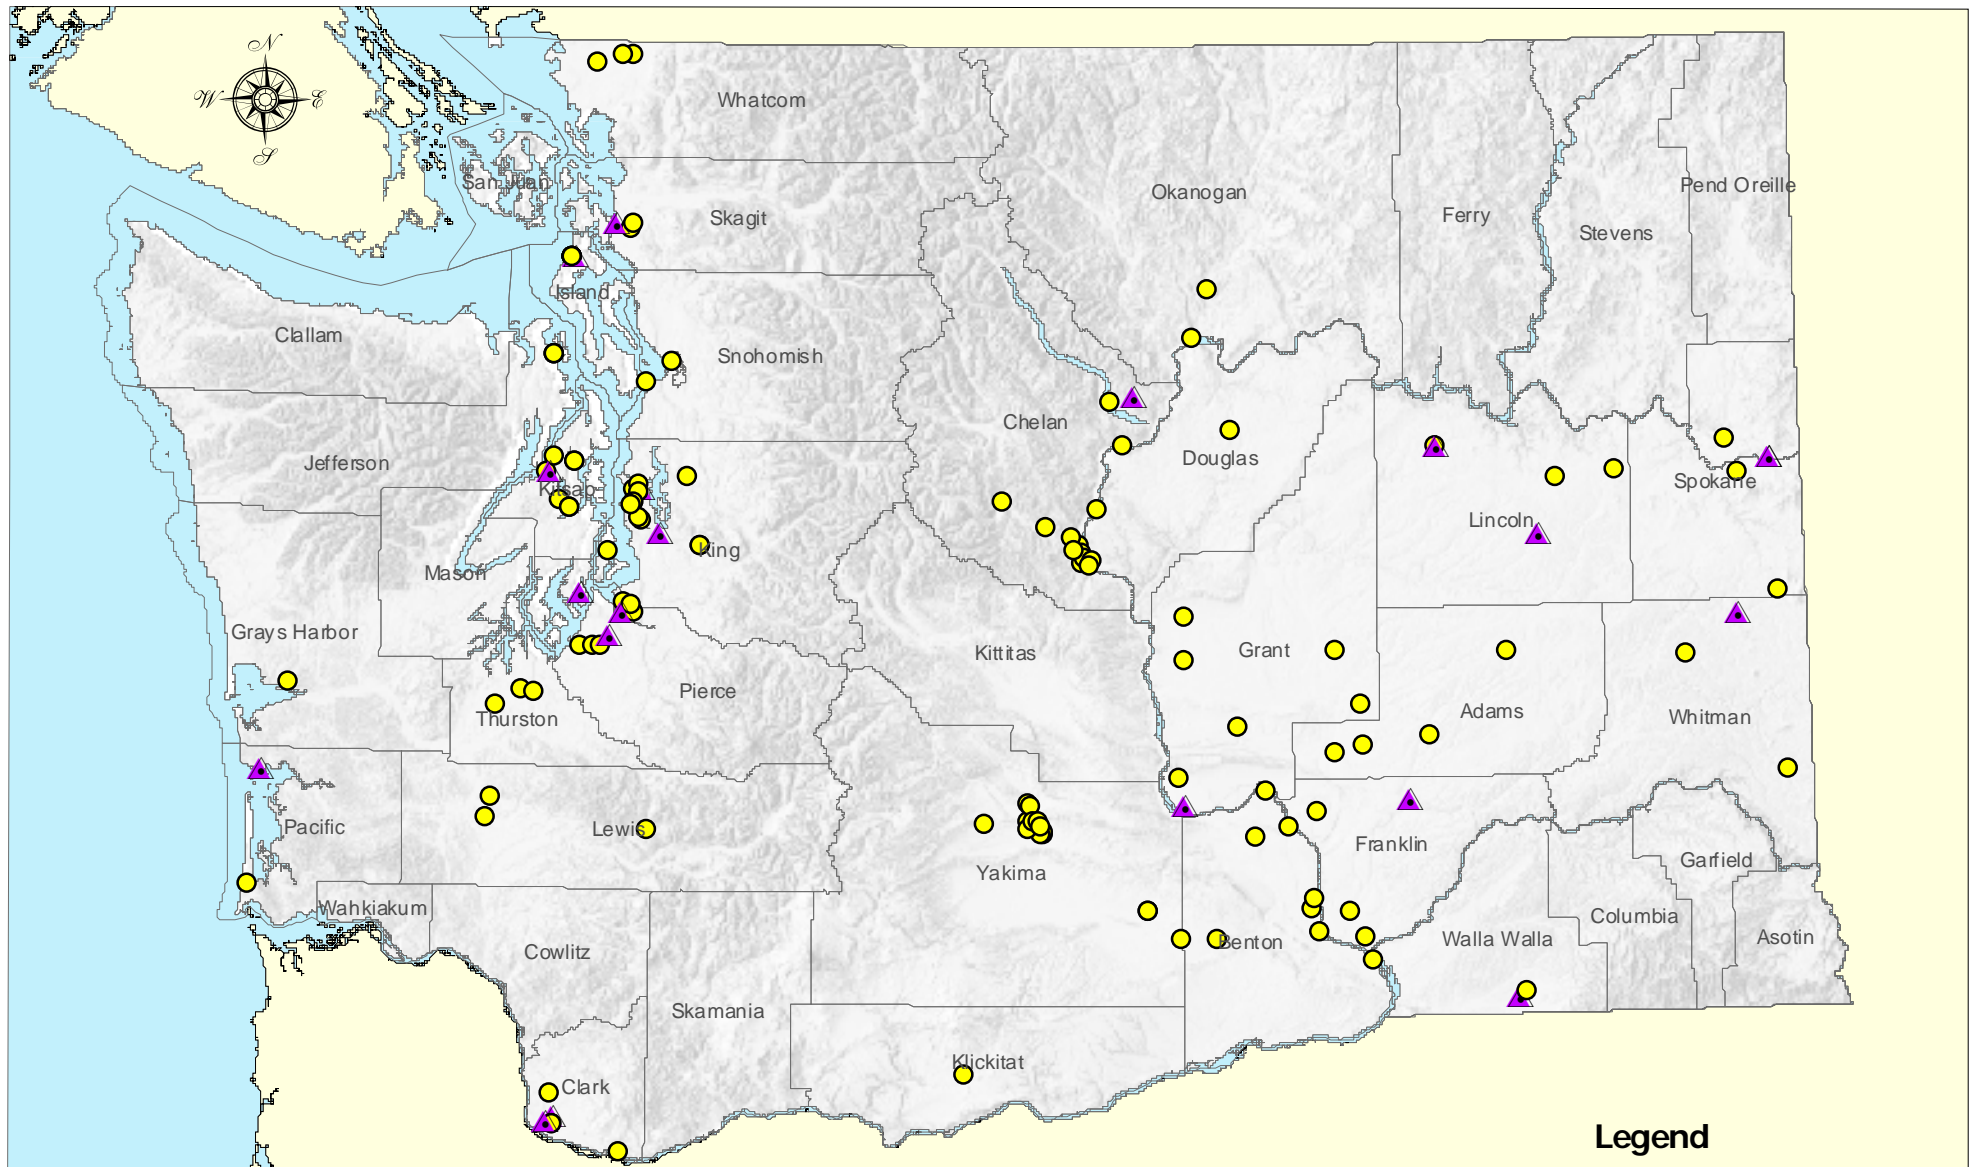 N
W E
S
Whatcom
San Juan
Skagit
Okanogan
Pend Oreille
Ferry
Stevens
Island
Clallam
Snohomish
Chelan
Douglas
Jefferson
Kitsap
Spokane
Lincoln
King
Mason
Grays Harbor
Kittitas
Grant
Pierce
Thurston
Adams
Whitman
Pacific
Lewis
Franklin
Yakima
Garfield
Wahkiakum
Columbia
Cowlitz
Benton
Walla Walla
Asotin
Skamania
Klickitat
Clark
Legend